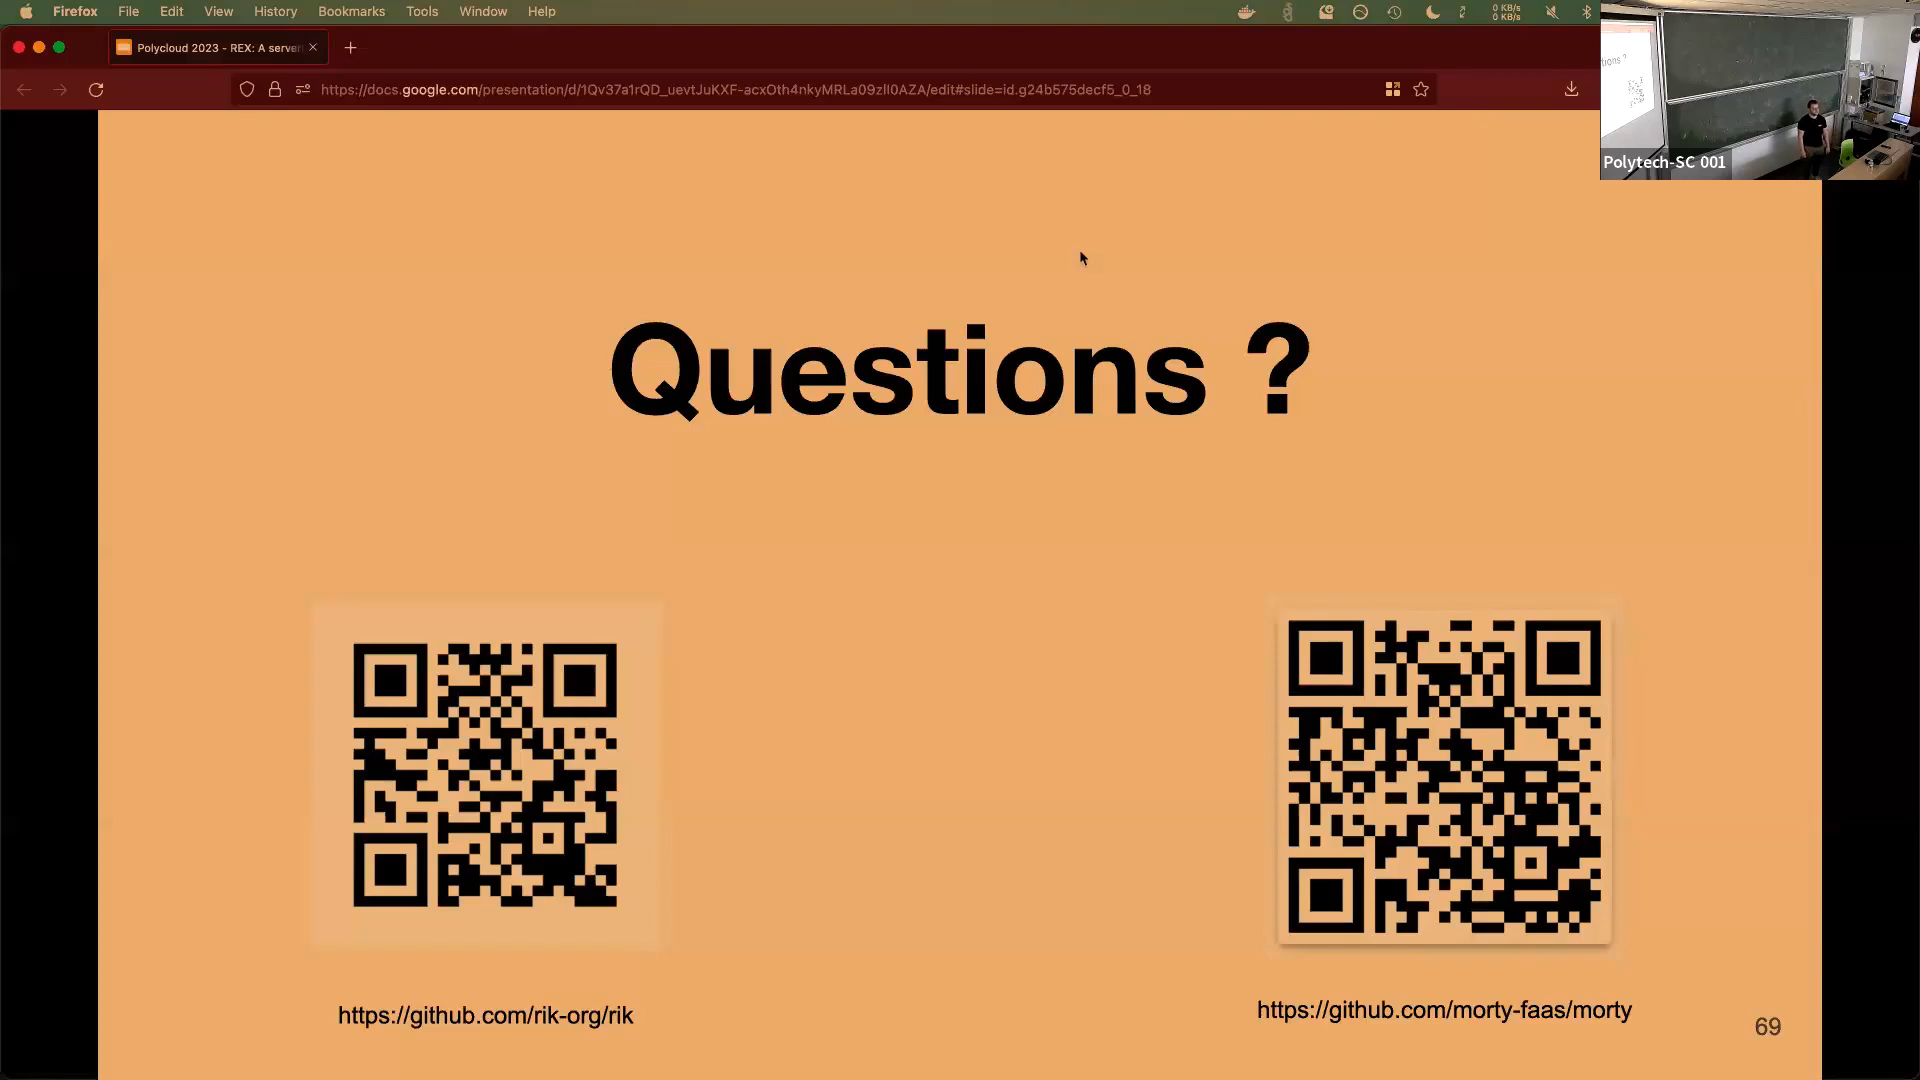 Firefox File Edit View History Bookmarks Tools Window Help
0 KB/s
0 KB/s
Polycloud 2023 - REX: A server
https://docs.google.com/presentation/d/1Qv37a1rQD_uevtJuKXF-acxOth4nkyMRLa09zlI0AZA/edit#slide=id.g24b575decf5_0_18
tions ?
Polytech-SC 001
Questions ?
https://github.com/rik-org/rik
https://github.com/morty-faas/morty
69